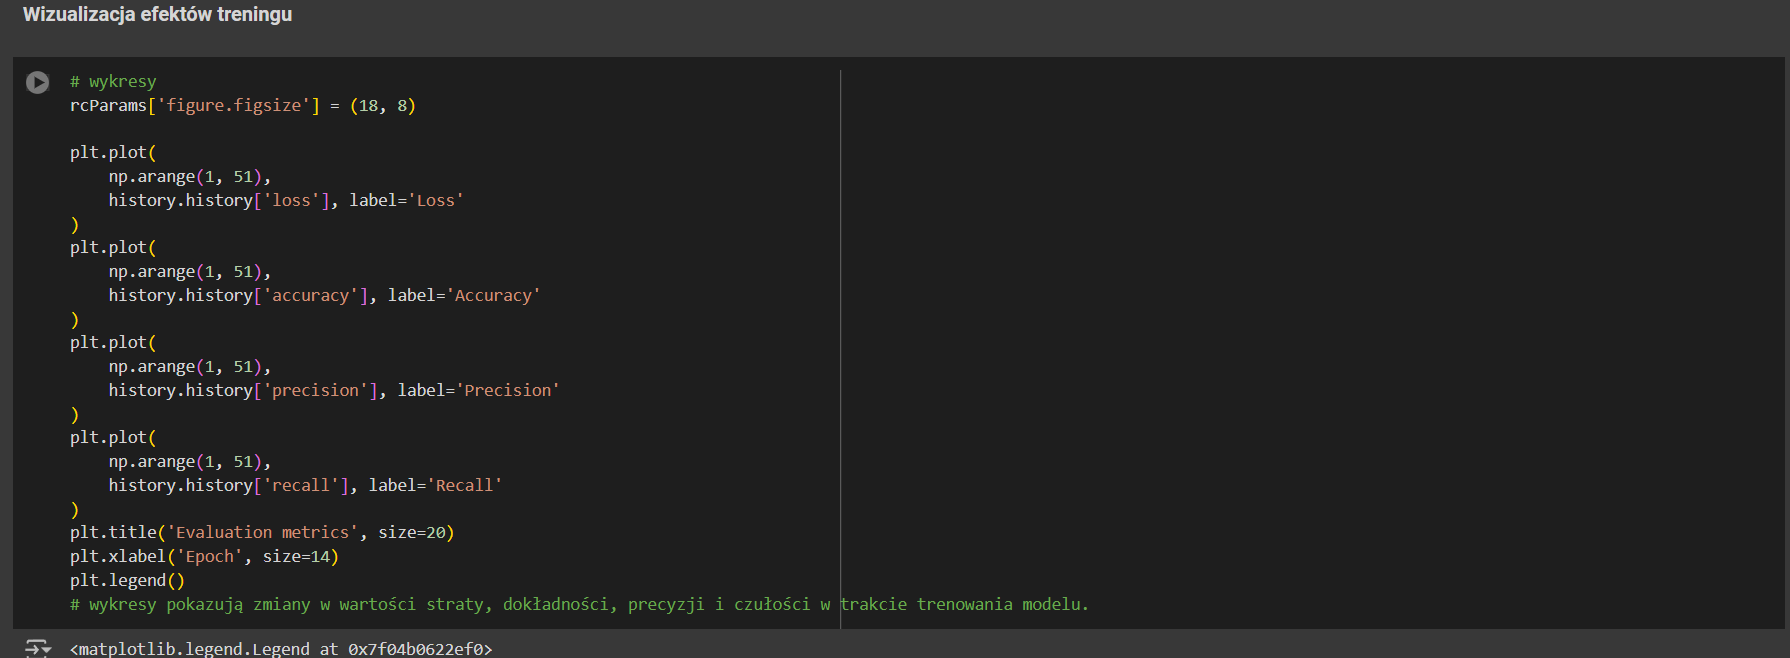 Wizualizacja efektów treningu
# wykresy
rcParams['figure.figsize'] = (18, 8)
plt.plot(
np.arange(1, 51),
history.history['loss'], label='Loss'
)
plt.plot(
np.arange(1, 51),
history.history['accuracy'], label='Accuracy'
)
plt.plot(
np.arange(1, 51),
history.history['precision'], label='Precision'
)
plt.plot(
np.arange(1, 51),
history.history['recall'], label='Recall'
)
plt.title('Evaluation metrics', size=20)
plt.xlabel('Epoch', size=14)
plt.legend()
# wykresy pokazują zmiany w wartości straty, dokładności, precyzji i czułości w trakcie trenowania modelu.
<matplotlib.legend.Legend at 0x7f04b0622ef0>